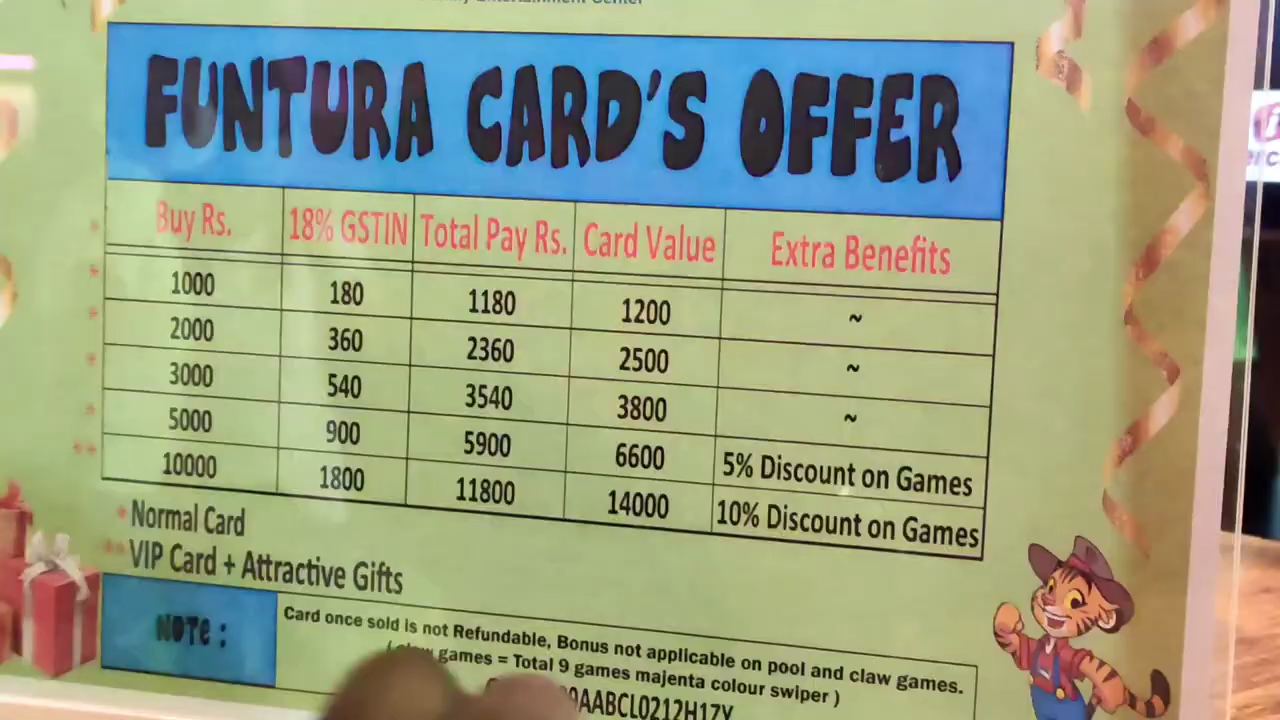 Entertainment Center
FUNTURA CARD'S OFFER
Buy Rs. 18% GSTIN Total Pay Rs. Card Value Extra Benefits
1000 180 1180 1200 ~
2000 360 2360 2500 ~
3000 540 3540 3800 ~
5000 900 5900 6600 5% Discount on Games
10000 1800 11800 14000 10% Discount on Games
* Normal Card
** VIP Card + Attractive Gifts
NOTE :
Card once sold is not Refundable, Bonus not applicable on pool and claw games.
games = Total 9 games majenta colour swiper )
AABCL0212H17Y